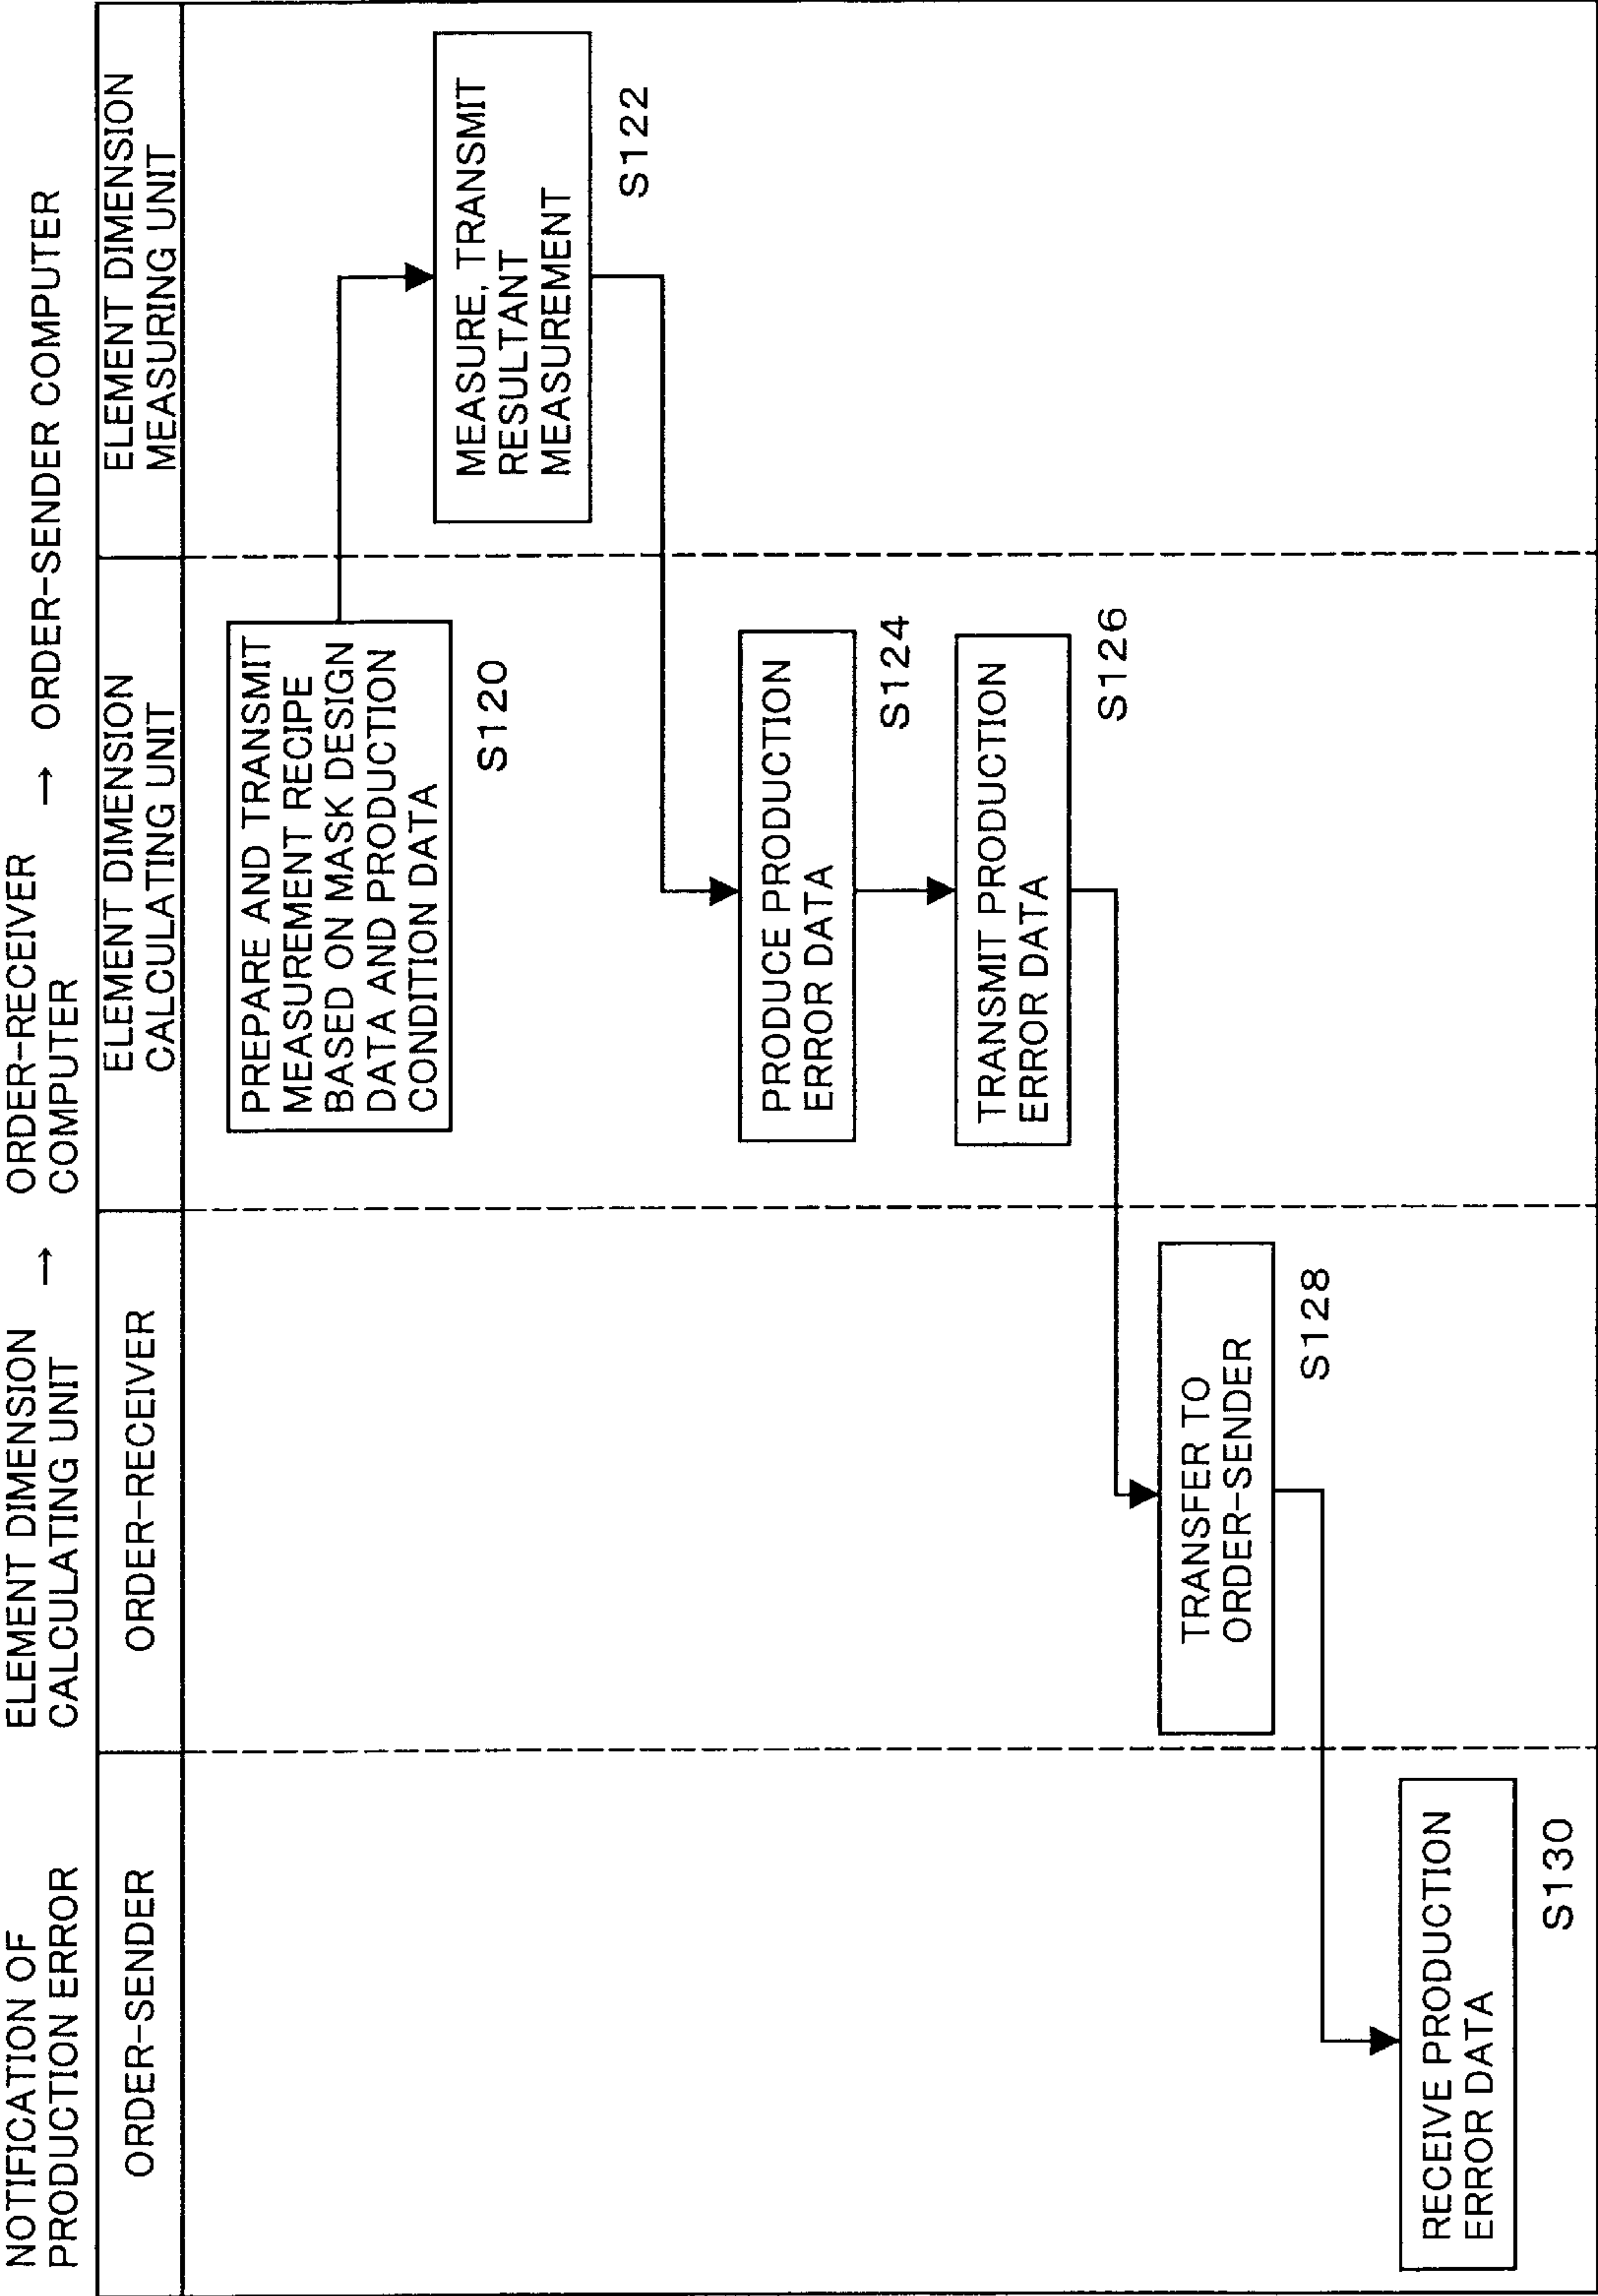 NOTIFICATION OF
PRODUCTION ERROR
ELEMENT DIMENSION
CALCULATING UNIT
→
ORDER-RECEIVER
COMPUTER
→ ORDER-SENDER COMPUTER
ORDER-SENDER
ORDER-RECEIVER
ELEMENT DIMENSION
CALCULATING UNIT
ELEMENT DIMENSION
MEASURING UNIT
PREPARE AND TRANSMIT
MEASUREMENT RECIPE
BASED ON MASK DESIGN
DATA AND PRODUCTION
CONDITION DATA
S120
MEASURE, TRANSMIT
RESULTANT
MEASUREMENT
S122
PRODUCE PRODUCTION
ERROR DATA
S124
TRANSMIT PRODUCTION
ERROR DATA
S126
TRANSFER TO
ORDER-SENDER
S128
RECEIVE PRODUCTION
ERROR DATA
S130